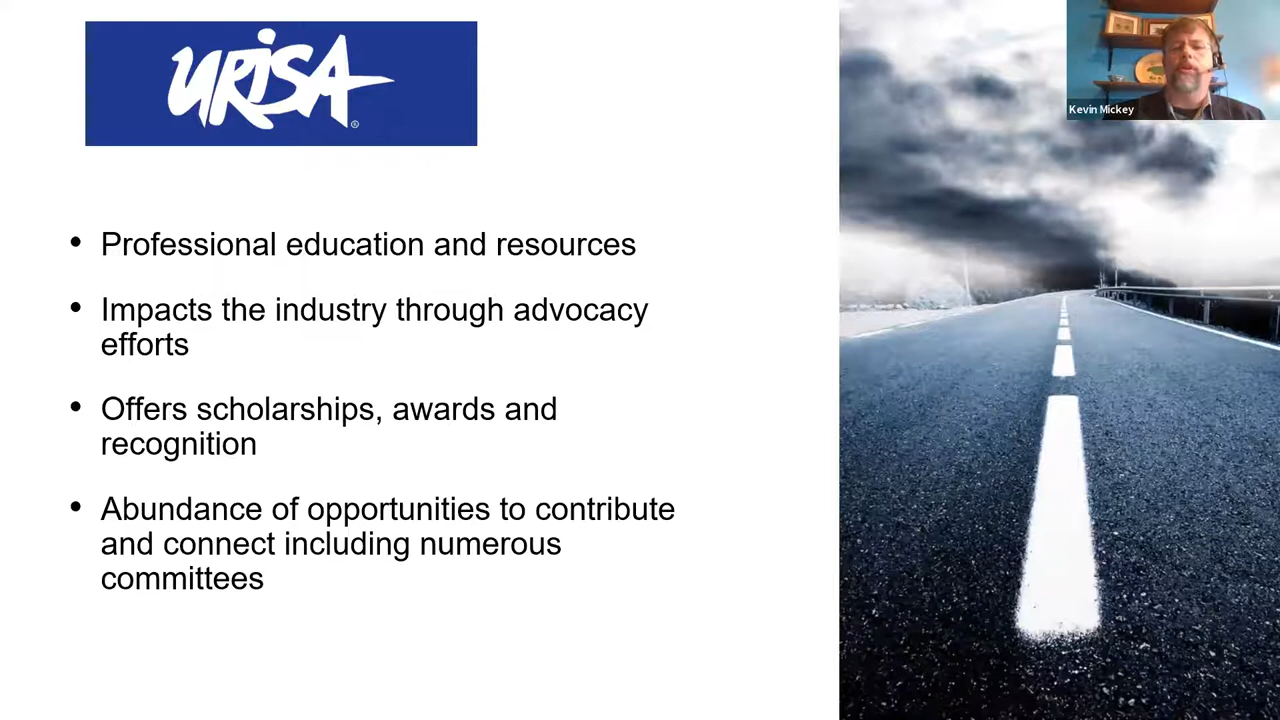 URISA
®
Kevin Mickey
• Professional education and resources
• Impacts the industry through advocacy
efforts
• Offers scholarships, awards and
recognition
• Abundance of opportunities to contribute
and connect including numerous
committees